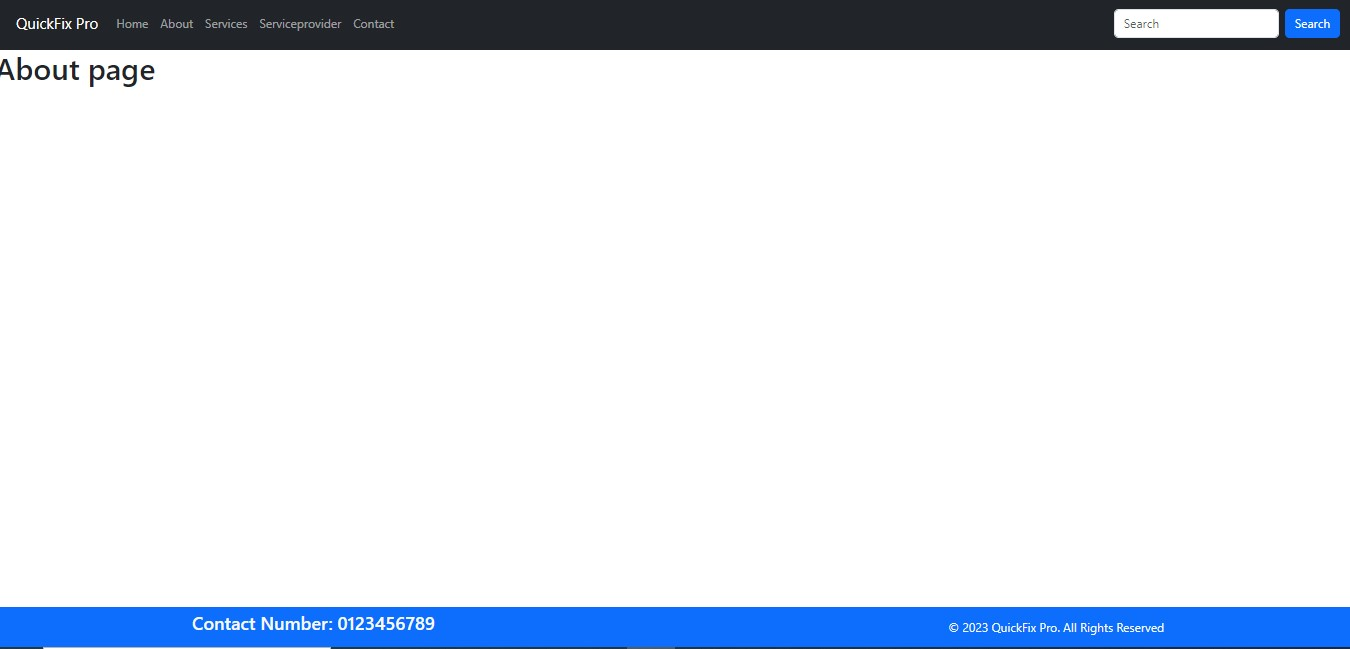 QuickFix Pro Home About Services Serviceprovider Contact Search Search
About page
Contact Number: 0123456789
© 2023 QuickFix Pro. All Rights Reserved